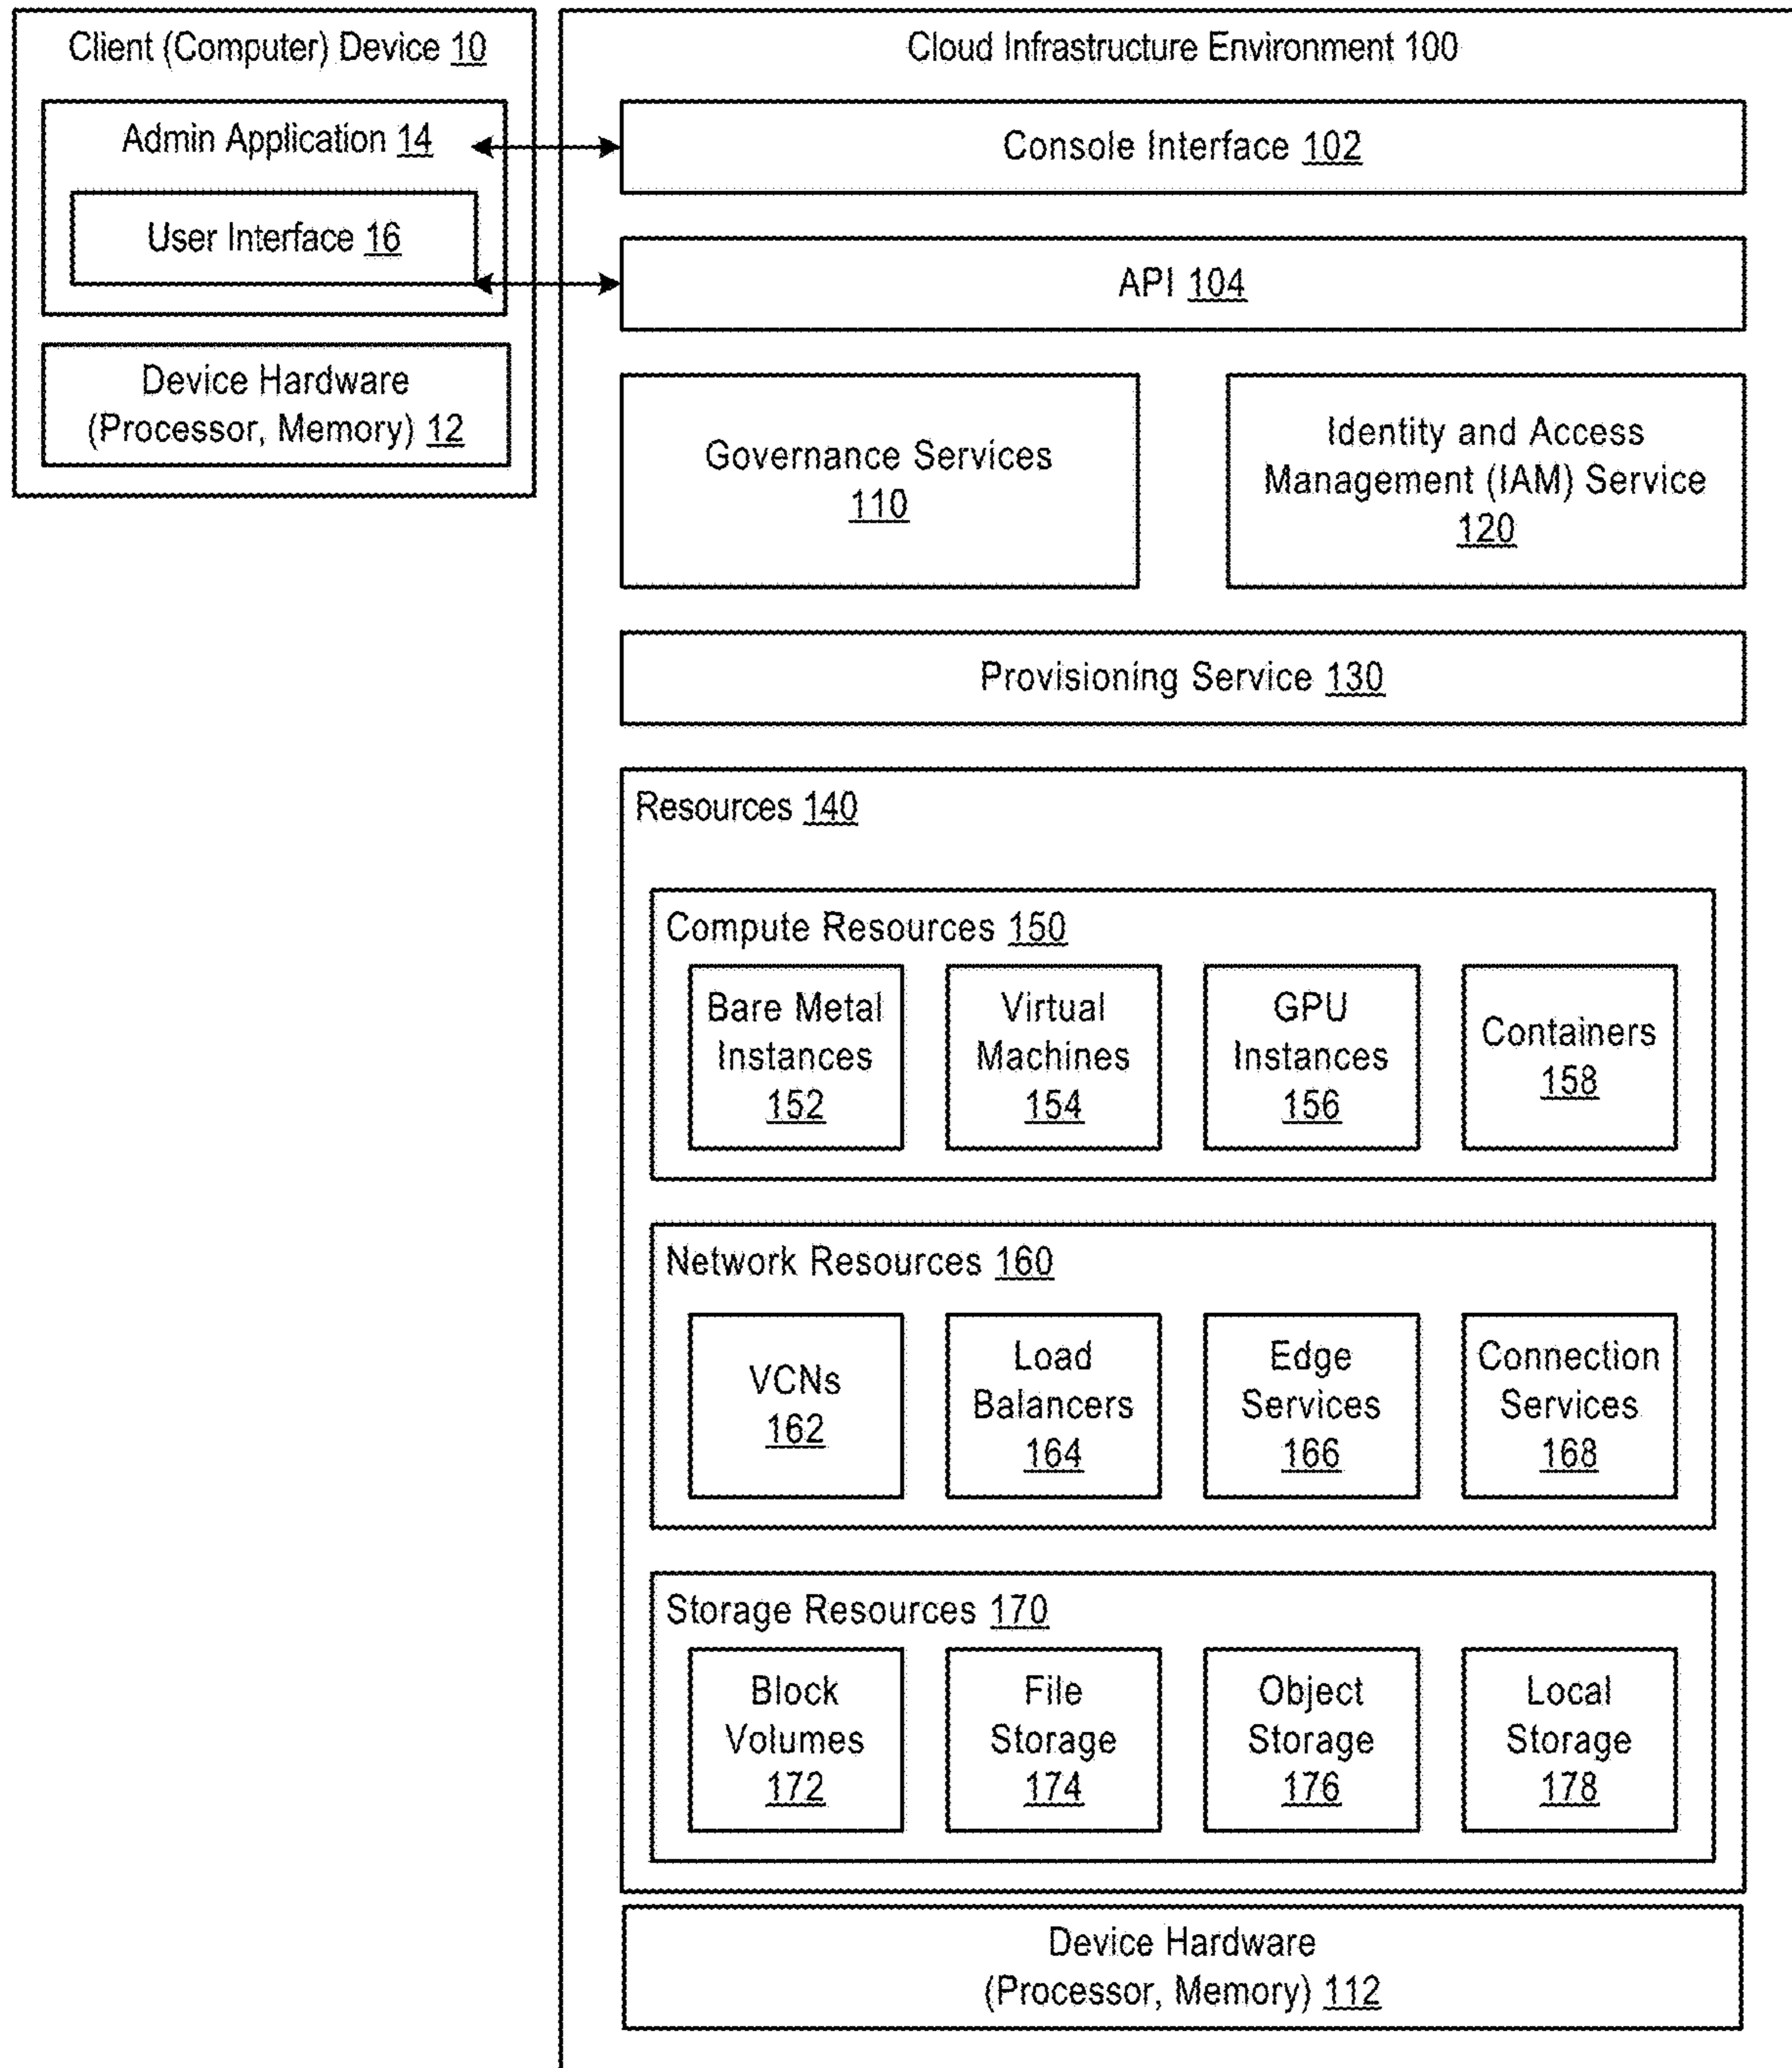 Client (Computer) Device 10
Admin Application 14
User Interface 16
Device Hardware
(Processor, Memory) 12
Cloud Infrastructure Environment 100
Console Interface 102
API 104
Governance Services
110
Identity and Access
Management (IAM) Service
120
Provisioning Service 130
Resources 140
Compute Resources 150
Bare Metal
Instances
152
Virtual
Machines
154
GPU
Instances
156
Containers
158
Network Resources 160
VCNs
162
Load
Balancers
164
Edge
Services
166
Connection
Services
168
Storage Resources 170
Block
Volumes
172
File
Storage
174
Object
Storage
176
Local
Storage
178
Device Hardware
(Processor, Memory) 112